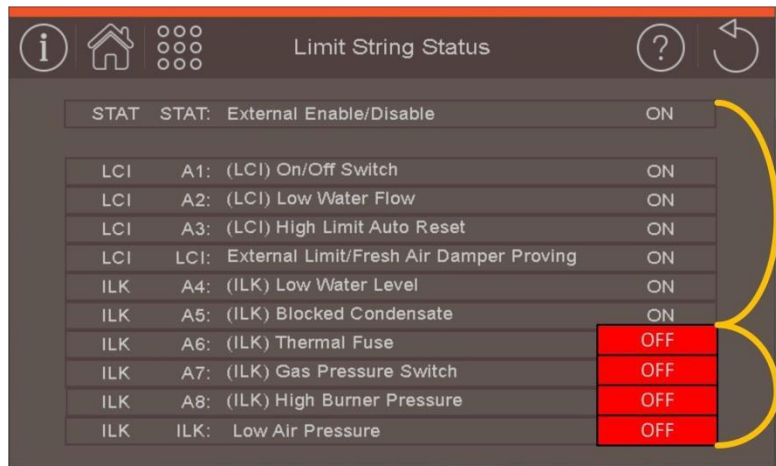 i Limit String Status ?
STAT STAT: External Enable/Disable ON
LCI A1: (LCI) On/Off Switch ON
LCI A2: (LCI) Low Water Flow ON
LCI A3: (LCI) High Limit Auto Reset ON
LCI LCI: External Limit/Fresh Air Damper Proving ON
ILK A4: (ILK) Low Water Level ON
ILK A5: (ILK) Blocked Condensate ON
ILK A6: (ILK) Thermal Fuse OFF
ILK A7: (ILK) Gas Pressure Switch OFF
ILK A8: (ILK) High Burner Pressure OFF
ILK ILK: Low Air Pressure OFF